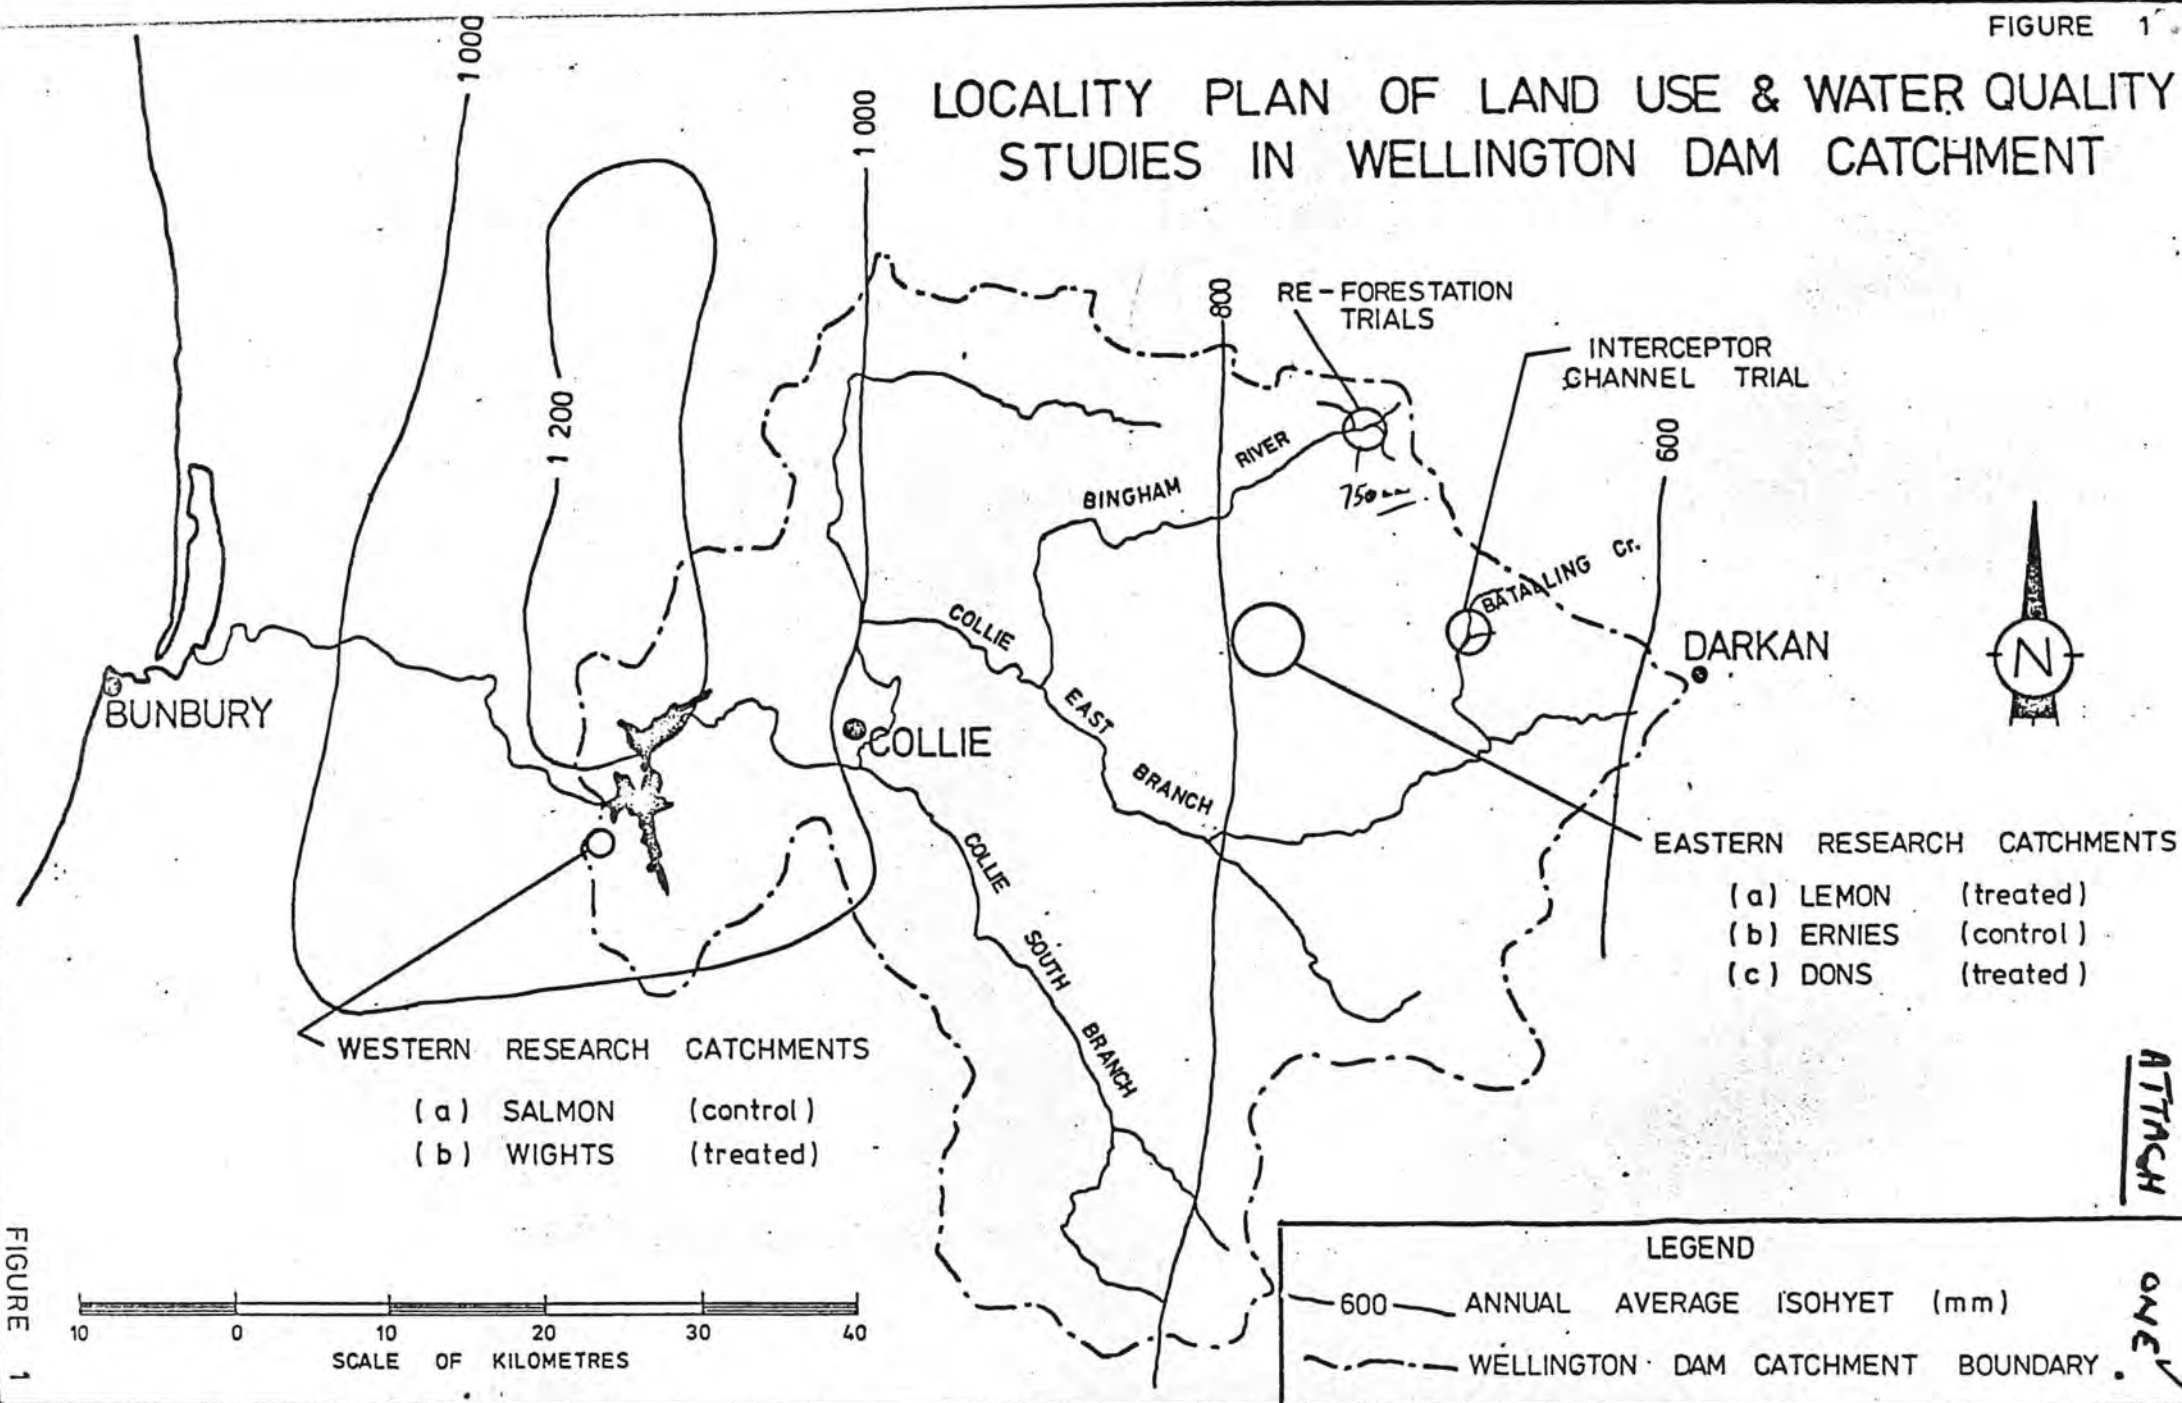 FIGURE 1
LOCALITY PLAN OF LAND USE & WATER QUALITY
STUDIES IN WELLINGTON DAM CATCHMENT
1000
1 000
1 200
800
600
RE-FORESTATION
TRIALS
INTERCEPTOR
CHANNEL TRIAL
BINGHAM RIVER
750mm
BATALLING Cr.
COLLIE EAST BRANCH
DARKAN
N
BUNBURY
COLLIE
COLLIE SOUTH BRANCH
EASTERN RESEARCH CATCHMENTS
(a) LEMON (treated)
(b) ERNIES (control)
(c) DONS (treated)
WESTERN RESEARCH CATCHMENTS
(a) SALMON (control)
(b) WIGHTS (treated)
ATTACH ONE
FIGURE 1
10 0 10 20 30 40
SCALE OF KILOMETRES
LEGEND
600 ANNUAL AVERAGE ISOHYET (mm)
WELLINGTON DAM CATCHMENT BOUNDARY